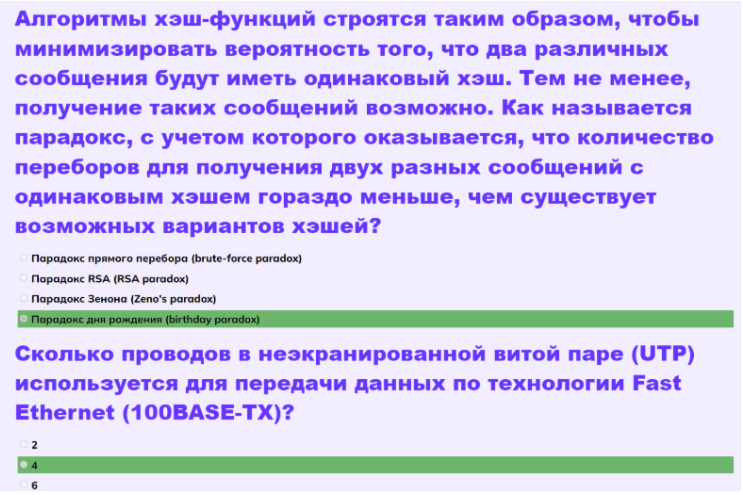 Алгоритмы хэш-функций строятся таким образом, чтобы
минимизировать вероятность того, что два различных
сообщения будут иметь одинаковый хэш. Тем не менее,
получение таких сообщений возможно. Как называется
парадокс, с учетом которого оказывается, что количество
переборов для получения двух разных сообщений с
одинаковым хэшем гораздо меньше, чем существует
возможных вариантов хэшей?
Парадокс прямого перебора (brute-force paradox)
Парадокс RSA (RSA paradox)
Парадокс Зенона (Zeno's paradox)
Парадокс дня рождения (birthday paradox)
Сколько проводов в неэкранированной витой паре (UTP)
используется для передачи данных по технологии Fast
Ethernet (100BASE-TX)?
2
4
6